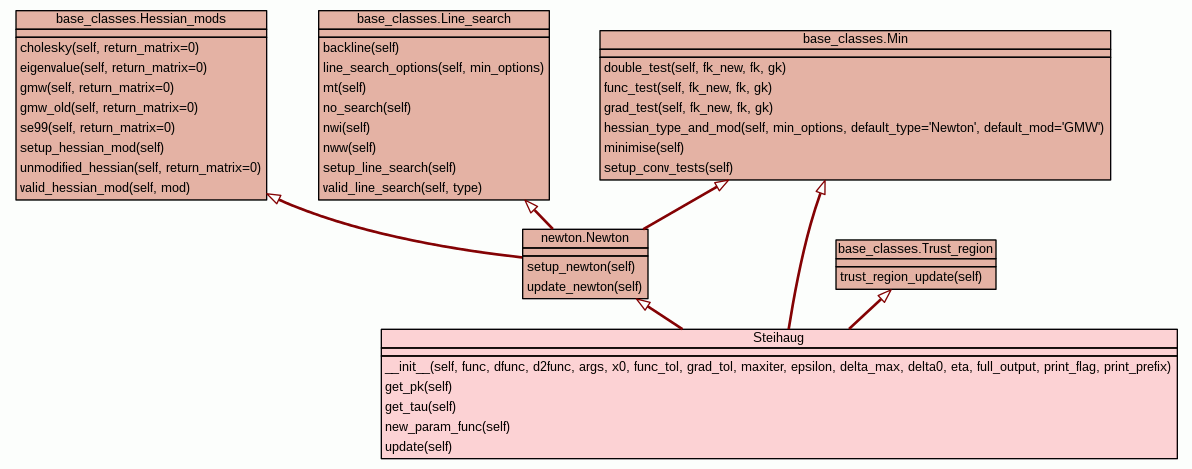 base_classes.Hessian_mods
cholesky(self, return_matrix=0)
eigenvalue(self, return_matrix=0)
gmw(self, return_matrix=0)
gmw_old(self, return_matrix=0)
se99(self, return_matrix=0)
setup_hessian_mod(self)
unmodified_hessian(self, return_matrix=0)
valid_hessian_mod(self, mod)
base_classes.Line_search
backline(self)
line_search_options(self, min_options)
mt(self)
no_search(self)
nwi(self)
nww(self)
setup_line_search(self)
valid_line_search(self, type)
base_classes.Min
double_test(self, fk_new, fk, gk)
func_test(self, fk_new, fk, gk)
grad_test(self, fk_new, fk, gk)
hessian_type_and_mod(self, min_options, default_type='Newton', default_mod='GMW')
minimise(self)
setup_conv_tests(self)
newton.Newton
setup_newton(self)
update_newton(self)
base_classes.Trust_region
trust_region_update(self)
Steihaug
__init__(self, func, dfunc, d2func, args, x0, func_tol, grad_tol, maxiter, epsilon, delta_max, delta0, eta, full_output, print_flag, print_prefix)
get_pk(self)
get_tau(self)
new_param_func(self)
update(self)